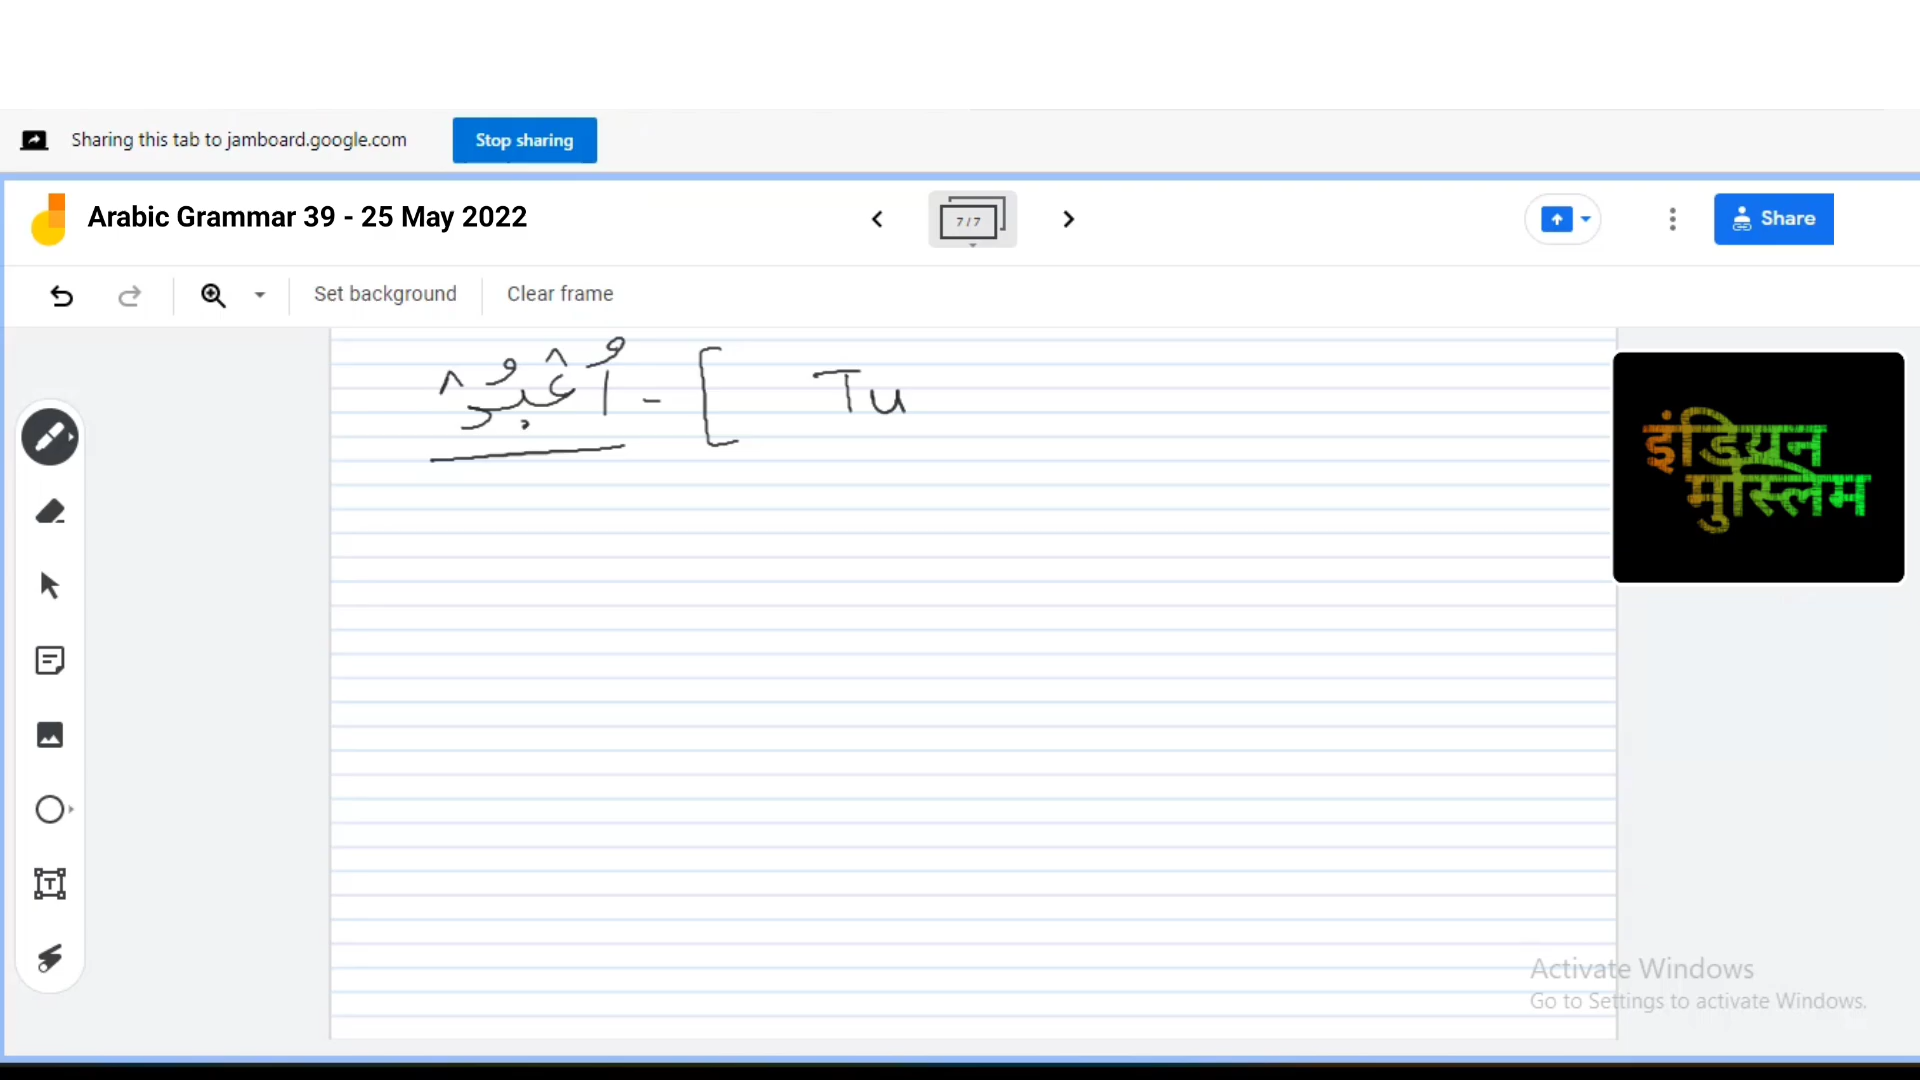 Sharing this tab to jamboard.google.com Stop sharing
Arabic Grammar 39 - 25 May 2022 7/7 Share
Set background Clear frame
اُعْبُدْ - [ Tu
इंडियन
मुस्लिम
T
Activate Windows
Go to Settings to activate Windows.